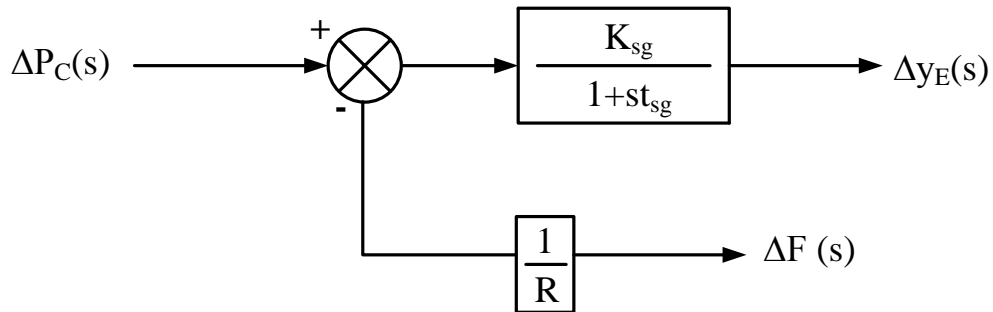 ΔP_C(s)
+
-
K_sg
1+st_sg
Δy_E(s)
1
R
ΔF (s)